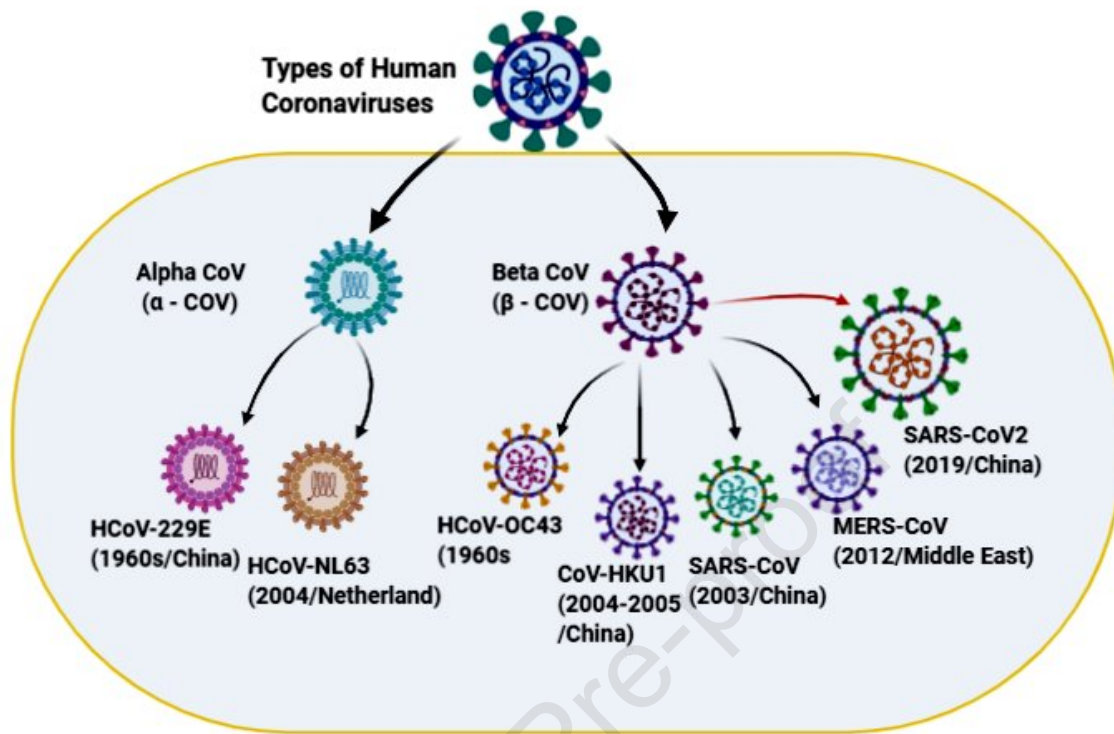 Types of Human
Coronaviruses
Alpha CoV
(α - COV)
Beta CoV
(β - COV)
HCoV-229E
(1960s/China)
HCoV-NL63
(2004/Netherland)
HCoV-OC43
(1960s
CoV-HKU1
(2004-2005
/China)
SARS-CoV
(2003/China)
MERS-CoV
(2012/Middle East)
SARS-CoV2
(2019/China)
Pre-proof